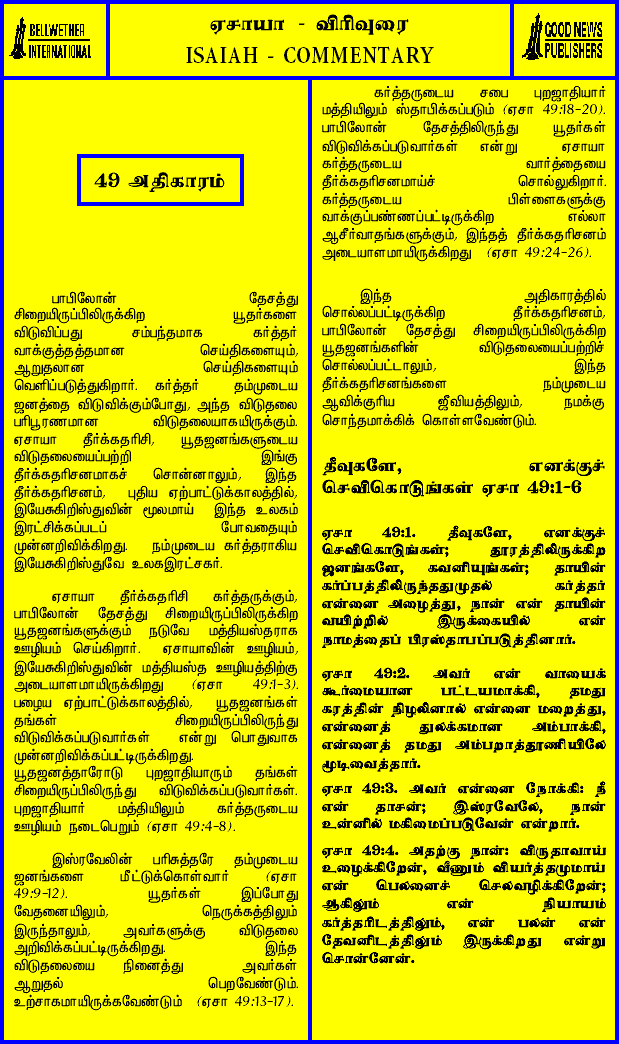 BELLWETHER
INTERNATIONAL
ஏசாயா - விரிவுரை
ISAIAH - COMMENTARY
GOOD NEWS
PUBLISHERS
49 அதிகாரம்
பாபிலோன் தேசத்து
சிறையிருப்பிலிருக்கிற யூதர்களை
விடுவிப்பது சம்பந்தமாக கர்த்தர்
வாக்குத்தத்தமான செய்திகளையும்,
ஆறுதலான செய்திகளையும்
வெளிப்படுத்துகிறார். கர்த்தர் தம்முடைய
ஜனத்தை விடுவிக்கும்போது, அந்த விடுதலை
பரிபூரணமான விடுதலையாகயிருக்கும்.
ஏசாயா தீர்க்கதரிசி, யூதஜனங்களுடைய
விடுதலையைப்பற்றி இங்கு
தீர்க்கதரிசனமாகச் சொன்னாலும், இந்த
தீர்க்கதரிசனம், புதிய ஏற்பாட்டுக்காலத்தில்,
இயேசுகிறிஸ்துவின் மூலமாய் இந்த உலகம்
இரட்சிக்கப்படப் போவதையும்
முன்னறிவிக்கிறது. நம்முடைய கர்த்தராகிய
இயேசுகிறிஸ்துவே உலகஇரட்சகர்.
ஏசாயா தீர்க்கதரிசி கர்த்தருக்கும்,
பாபிலோன் தேசத்து சிறையிருப்பிலிருக்கிற
யூதஜனங்களுக்கும் நடுவே மத்தியஸ்தராக
ஊழியம் செய்கிறார். ஏசாயாவின் ஊழியம்,
இயேசுகிறிஸ்துவின் மத்தியஸ்த ஊழியத்திற்கு
அடையாளமாயிருக்கிறது (ஏசா 49:1-3).
பழைய ஏற்பாட்டுக்காலத்தில், யூதஜனங்கள்
தங்கள் சிறையிருப்பிலிருந்து
விடுவிக்கப்படுவார்கள் என்று பொதுவாக
முன்னறிவிக்கப்பட்டிருக்கிறது.
யூதஜனத்தாரோடு புறஜாதியாரும் தங்கள்
சிறையிருப்பிலிருந்து விடுவிக்கப்படுவார்கள்.
புறஜாதியார் மத்தியிலும் கர்த்தருடைய
ஊழியம் நடைபெறும் (ஏசா 49:4-8).
இஸ்ரவேலின் பரிசுத்தரே தம்முடைய
ஜனங்களை மீட்டுக்கொள்வார் (ஏசா
49:9-12). யூதர்கள் இப்போது
வேதனையிலும், நெருக்கத்திலும்
இருந்தாலும், அவர்களுக்கு விடுதலை
அறிவிக்கப்பட்டிருக்கிறது. இந்த
விடுதலையை நினைத்து அவர்கள்
ஆறுதல் பெறவேண்டும்.
உற்சாகமாயிருக்கவேண்டும் (ஏசா 49:13-17).
கர்த்தருடைய சபை புறஜாதியார்
மத்தியிலும் ஸ்தாபிக்கப்படும் (ஏசா 49:18-20).
பாபிலோன் தேசத்திலிருந்து யூதர்கள்
விடுவிக்கப்படுவார்கள் என்று ஏசாயா
கர்த்தருடைய வார்த்தையை
தீர்க்கதரிசனமாய்ச் சொல்லுகிறார்.
கர்த்தருடைய பிள்ளைகளுக்கு
வாக்குப்பண்ணப்பட்டிருக்கிற எல்லா
ஆசீர்வாதங்களுக்கும், இந்தத் தீர்க்கதரிசனம்
அடையாளமாயிருக்கிறது (ஏசா 49:24-26).
இந்த அதிகாரத்தில்
சொல்லப்பட்டிருக்கிற தீர்க்கதரிசனம்,
பாபிலோன் தேசத்து சிறையிருப்பிலிருக்கிற
யூதஜனங்களின் விடுதலையைப்பற்றிச்
சொல்லப்பட்டாலும், இந்த
தீர்க்கதரிசனங்களை நம்முடைய
ஆவிக்குரிய ஜீவியத்திலும், நமக்கு
சொந்தமாக்கிக் கொள்ளவேண்டும்.
தீவுகளே, எனக்குச்
செவிகொடுங்கள் ஏசா 49:1-6
ஏசா 49:1. தீவுகளே, எனக்குச்
செவிகொடுங்கள்; தூரத்திலிருக்கிற
ஜனங்களே, கவனியுங்கள்; தாயின்
கர்ப்பத்திலிருந்ததுமுதல் கர்த்தர்
என்னை அழைத்து, நான் என் தாயின்
வயிற்றில் இருக்கையில் என்
நாமத்தைப் பிரஸ்தாபப்படுத்தினார்.
ஏசா 49:2. அவர் என் வாயைக்
கூர்மையான பட்டயமாக்கி, தமது
கரத்தின் நிழலினால் என்னை மறைத்து,
என்னைத் துலக்கமான அம்பாக்கி,
என்னைத் தமது அம்பறாத்தூணியிலே
மூடிவைத்தார்.
ஏசா 49:3. அவர் என்னை நோக்கி: நீ
என் தாசன்; இஸ்ரவேலே, நான்
உன்னில் மகிமைப்படுவேன் என்றார்.
ஏசா 49:4. அதற்கு நான்: விருதாவாய்
உழைக்கிறேன், வீணும் வியர்த்தமுமாய்
என் பெலனைச் செலவழிக்கிறேன்;
ஆகிலும் என் நியாயம்
கர்த்தரிடத்திலும், என் பலன் என்
தேவனிடத்திலும் இருக்கிறது என்று
சொன்னேன்.